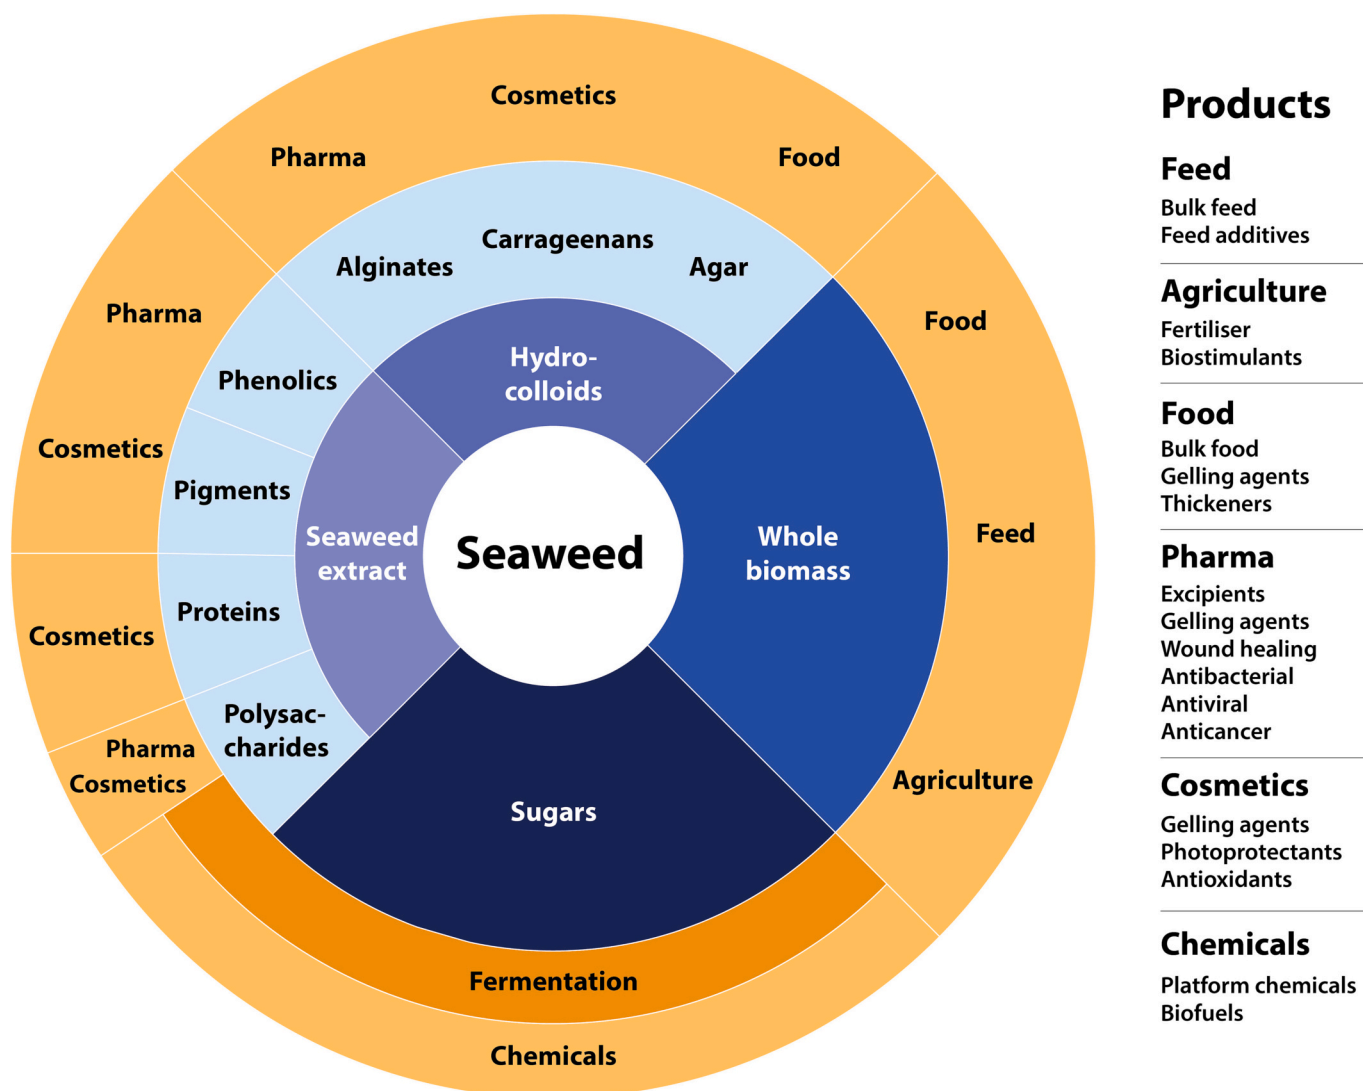 Cosmetics
Pharma
Food
Carrageenans
Alginates
Agar
Pharma
Food
Hydro-
colloids
Phenolics
Cosmetics
Pigments
Seaweed
extract
Seaweed
Whole
biomass
Feed
Proteins
Cosmetics
Polysac-
charides
Pharma
Cosmetics
Sugars
Agriculture
Fermentation
Chemicals
Products
Feed
Bulk feed
Feed additives
Agriculture
Fertiliser
Biostimulants
Food
Bulk food
Gelling agents
Thickeners
Pharma
Excipients
Gelling agents
Wound healing
Antibacterial
Antiviral
Anticancer
Cosmetics
Gelling agents
Photoprotectants
Antioxidants
Chemicals
Platform chemicals
Biofuels